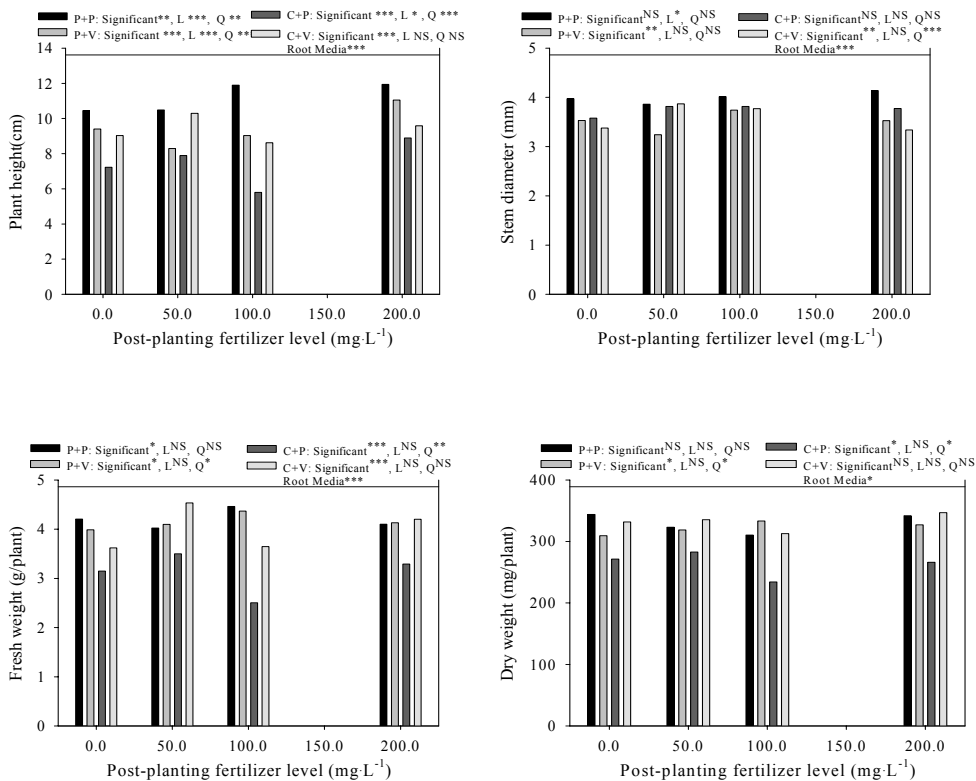 P+P: Significant**, L ***, Q ** C+P: Significant ***, L * , Q ***
P+V: Significant ***, L ***, Q ** C+V: Significant ***, L NS, Q NS
Root Media***
14
12
10
8
6
4
2
0
Plant height(cm)
0.0 50.0 100.0 150.0 200.0
Post-planting fertilizer level (mg·L-1)
P+P: SignificantNS, L*, QNS C+P: SignificantNS, LNS, QNS
P+V: Significant**, LNS, QNS C+V: Significant**, LNS, Q***
Root Media***
5
4
3
2
1
0
Stem diameter (mm)
0.0 50.0 100.0 150.0 200.0
Post-planting fertilizer level (mg·L-1)
P+P: Significant*, LNS, QNS C+P: Significant***, LNS, Q**
P+V: Significant*, LNS, Q* C+V: Significant***, LNS, QNS
Root Media***
5
4
3
2
1
0
Fresh weight (g/plant)
0.0 50.0 100.0 150.0 200.0
Post-planting fertilizer level (mg·L-1)
P+P: SignificantNS, LNS, QNS C+P: Significant*, LNS, Q*
P+V: Significant*, LNS, Q* C+V: SignificantNS, LNS, QNS
Root Media*
400
300
200
100
0
Dry weight (mg/plant)
0.0 50.0 100.0 150.0 200.0
Post-planting fertilizer level (mg·L-1)